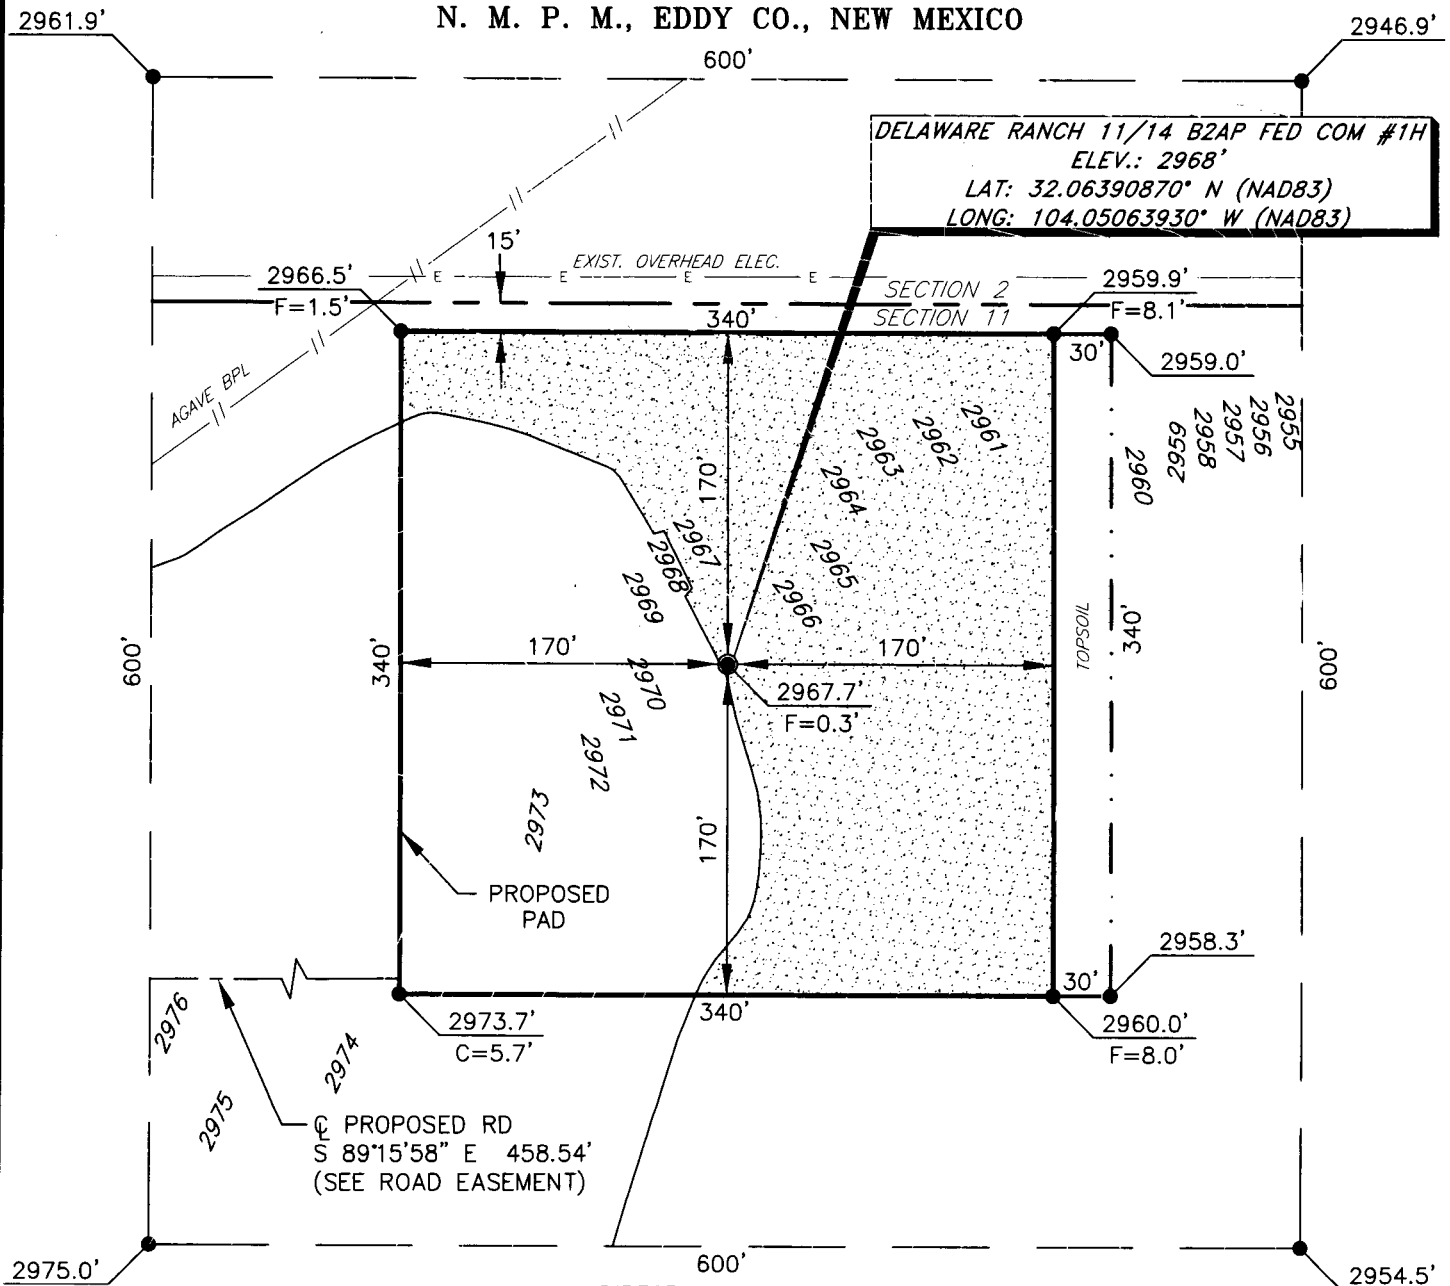 N. M. P. M., EDDY CO., NEW MEXICO
2961.9'
2946.9'
600'
DELAWARE RANCH 11/14 B2AP FED COM #1H
ELEV.: 2968'
LAT: 32.06390870° N (NAD83)
LONG: 104.05063930° W (NAD83)
15'
EXIST. OVERHEAD ELEC.
E E E E
2966.5'
F=1.5'
SECTION 2
SECTION 11
2959.9'
F=8.1'
340'
30'
2959.0'
AGAVE BPL
2955
2956
2957
2958
2959
2960
2961
2962
2963
2964
2965
2966
2967
2968
2969
2970
2971
2972
2973
170'
170'
170'
170'
2967.7'
F=0.3'
600'
340'
TOPSOIL
340'
600'
PROPOSED
PAD
2973.7'
C=5.7'
340'
30'
2958.3'
2960.0'
F=8.0'
2976
2975
2974
℄ PROPOSED RD
S 89°15'58" E 458.54'
(SEE ROAD EASEMENT)
2975.0'
600'
2954.5'